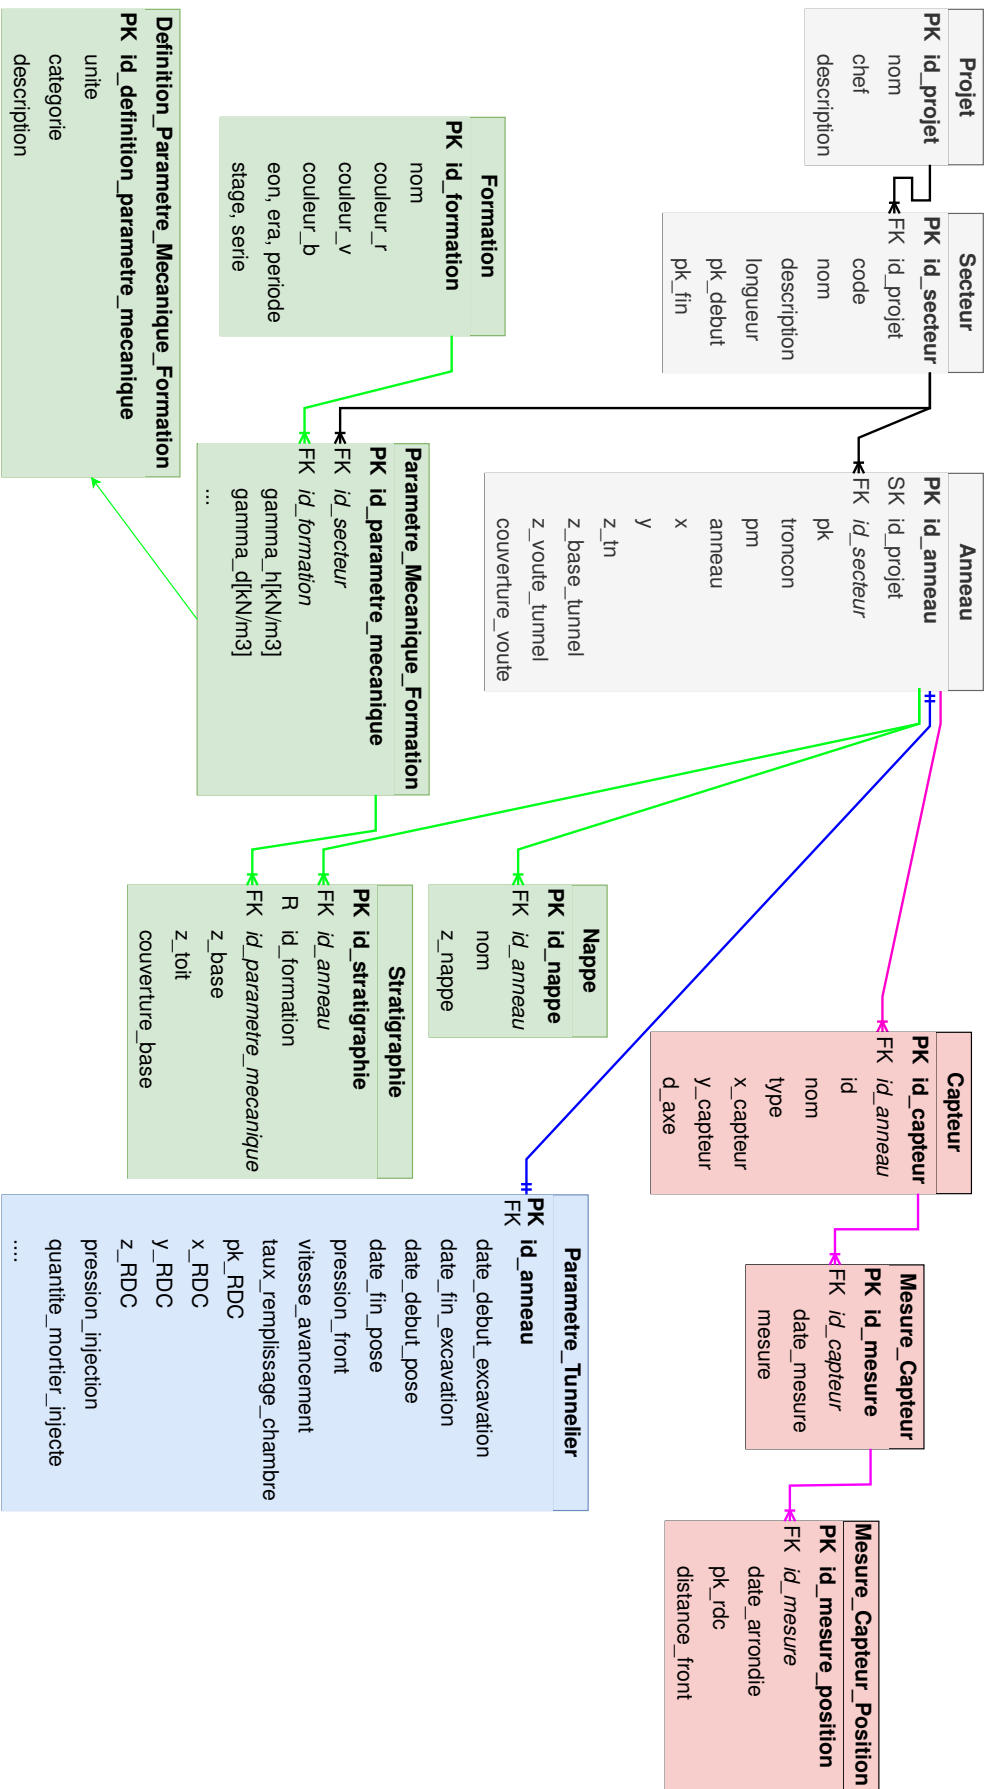 Projet
PK id_projet
nom
chef
description
Secteur
PK id_secteur
FK id_projet
code
nom
description
longueur
pk_debut
pk_fin
Anneau
PK id_anneau
SK id_projet
FK id_secteur
pk
troncon
pm
anneau
x
y
z_tn
z_base_tunnel
z_voute_tunnel
couverture_voute
Capteur
PK id_capteur
FK id_anneau
id
nom
type
x_capteur
y_capteur
d_axe
Mesure_Capteur
PK id_mesure
FK id_capteur
date_mesure
mesure
Mesure_Capteur_Position
PK id_mesure_position
FK id_mesure
date_arrondie
pk_rdc
distance_front
Formation
PK id_formation
nom
couleur_r
couleur_v
couleur_b
eon, era, periode
stage, serie
Parametre_Mecanique_Formation
PK id_parametre_mecanique
FK id_secteur
FK id_formation
gamma_h[kN/m3]
gamma_d[kN/m3]
...
Nappe
PK id_nappe
FK id_anneau
nom
z_nappe
Stratigraphie
PK id_stratigraphie
FK id_anneau
R id_formation
FK id_parametre_mecanique
z_base
z_toit
couverture_base
Parametre_Tunnelier
PK id_anneau
FK
date_debut_excavation
date_fin_excavation
date_debut_pose
date_fin_pose
pression_front
vitesse_avancement
taux_remplissage_chambre
pk_RDC
x_RDC
y_RDC
z_RDC
pression_injection
quantite_mortier_injecte
....
Definition_Parametre_Mecanique_Formation
PK id_definition_parametre_mecanique
unite
categorie
description